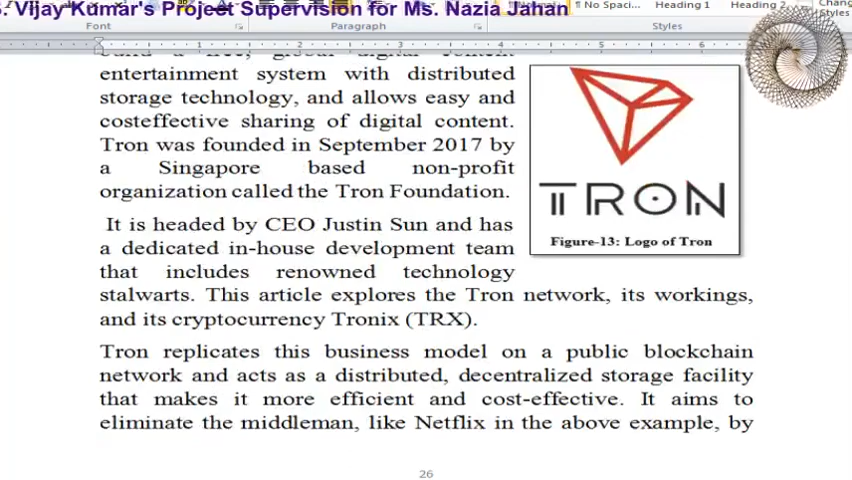 . Vijay Kumar's Project Supervision for Ms. Nazia Jahan
No Spaci...
Heading 1
Heading 2
Font
Paragraph
Styles
1 2 3 4 5 6
entertainment system with distributed
storage technology, and allows easy and
costeffective sharing of digital content.
Tron was founded in September 2017 by
a Singapore based non-profit
organization called the Tron Foundation.
TRON
Figure-13: Logo of Tron
It is headed by CEO Justin Sun and has
a dedicated in-house development team
that includes renowned technology
stalwarts. This article explores the Tron network, its workings,
and its cryptocurrency Tronix (TRX).
Tron replicates this business model on a public blockchain
network and acts as a distributed, decentralized storage facility
that makes it more efficient and cost-effective. It aims to
eliminate the middleman, like Netflix in the above example, by
26